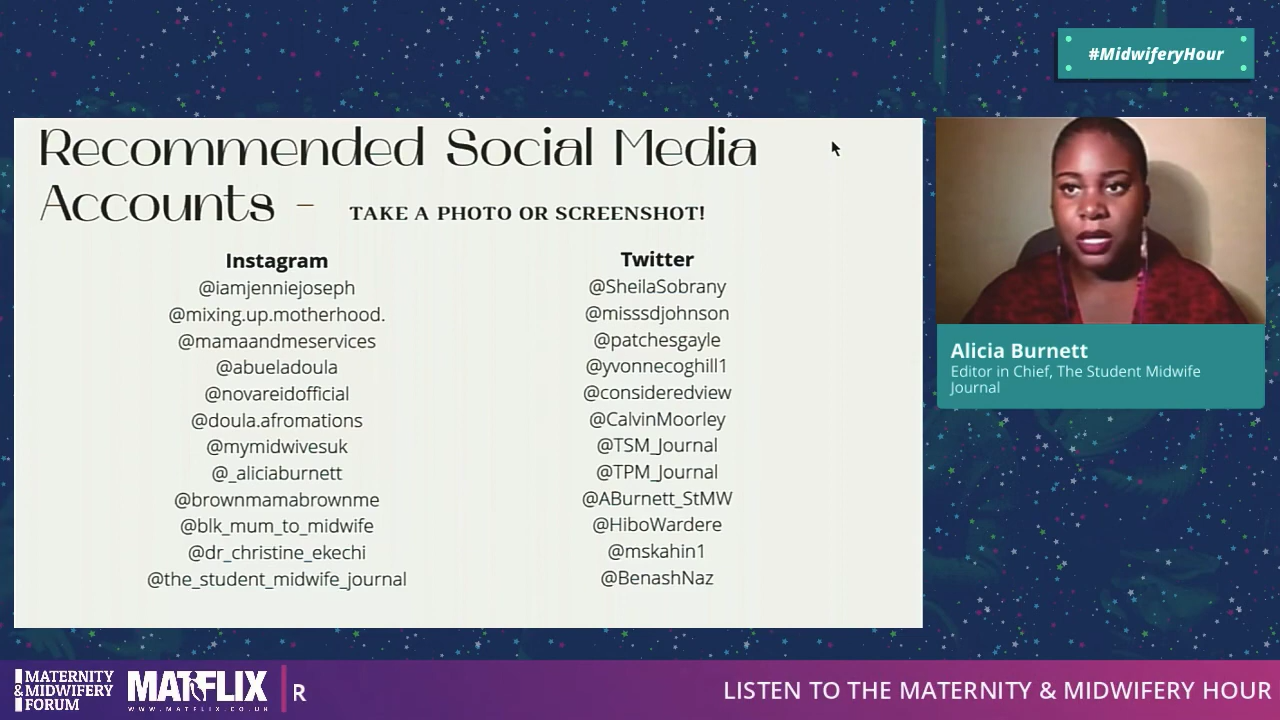 #MidwiferyHour
Recommended Social Media
Accounts - TAKE A PHOTO OR SCREENSHOT!
Instagram
@iamjenniejoseph
@mixing.up.motherhood.
@mamaandmeservices
@abueladoula
@novareidofficial
@doula.afromations
@mymidwivesuk
@_aliciaburnett
@brownmamabrownme
@blk_mum_to_midwife
@dr_christine_ekechi
@the_student_midwife_journal
Twitter
@SheilaSobrany
@misssdjohnson
@patchesgayle
@yvonnecoghill1
@consideredview
@CalvinMoorley
@TSM_Journal
@TPM_Journal
@ABurnett_StMW
@HiboWardere
@mskahin1
@BenashNaz
Alicia Burnett
Editor in Chief, The Student Midwife
Journal
MATERNITY
&MIDWIFERY
FORUM
MATFLIX
WWW.MATFLIX.CO.UK
R
LISTEN TO THE MATERNITY & MIDWIFERY HOUR